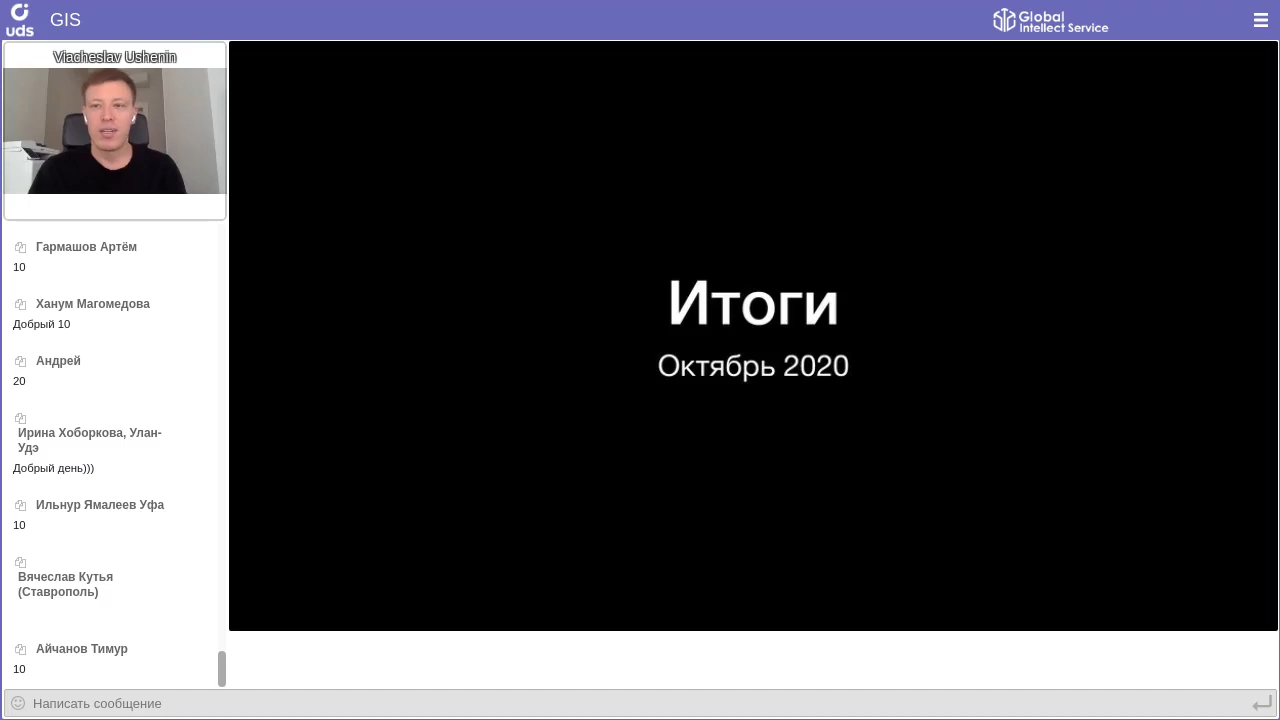 uds
GIS
Global
Intellect Service
Viacheslav Ushenin
Гармашов Артём
10
Ханум Магомедова
Добрый 10
Андрей
20
Ирина Хоборкова, Улан-
Удэ
Добрый день)))
Ильнур Ямалеев Уфа
10
Вячеслав Кутья
(Ставрополь)
Айчанов Тимур
10
Итоги
Октябрь 2020
Написать сообщение